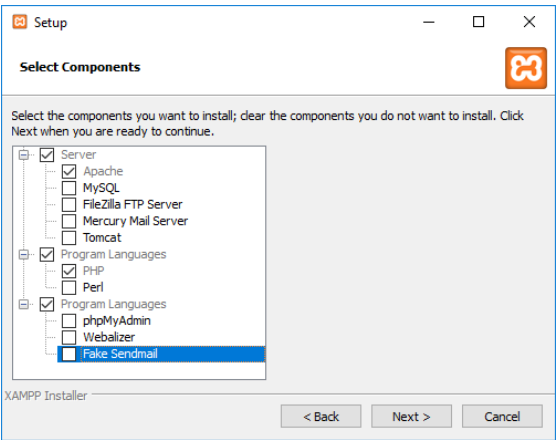 Setup
Select Components
Select the components you want to install; clear the components you do not want to install. Click
Next when you are ready to continue.
Server
Apache
MySQL
FileZilla FTP Server
Mercury Mail Server
Tomcat
Program Languages
PHP
Perl
Program Languages
phpMyAdmin
Webalizer
Fake Sendmail
XAMPP Installer
< Back
Next >
Cancel